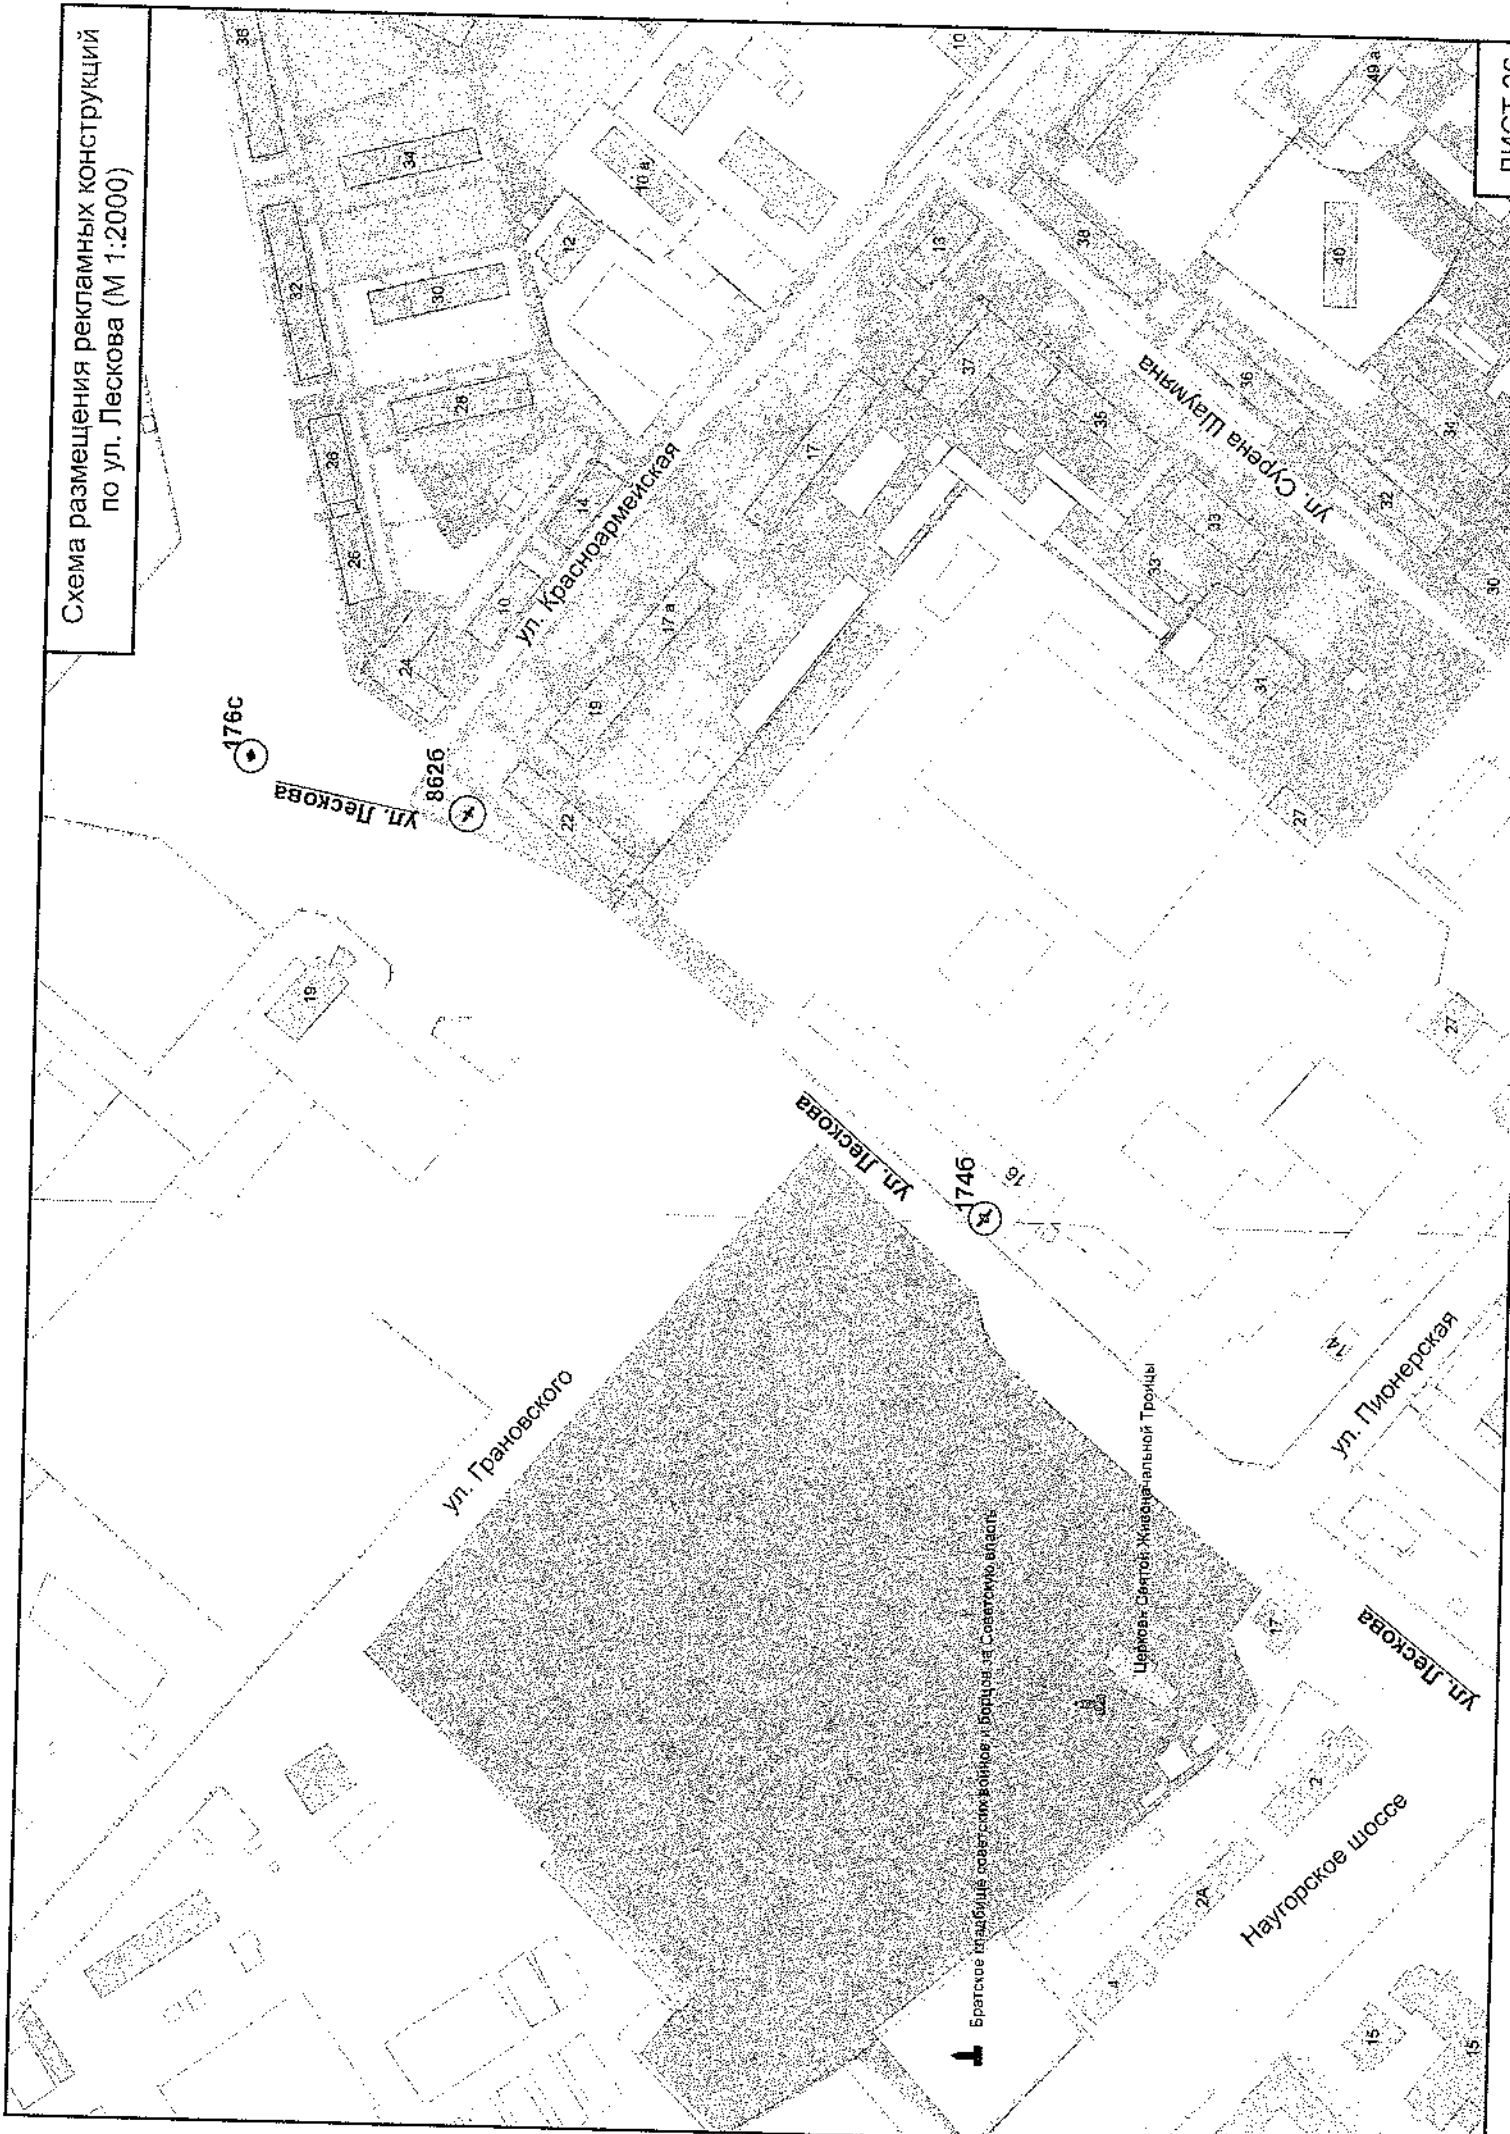 Схема размещения рекламных конструкций
по ул. Лескова (М 1:2000)
36
34
32
30
28
26
26
24
12
10 а
10
14
10
ул. Красноармейская
176с
ул. Лескова
862б
22
19
17 а
17
13
37
35
33
33
31
38
36
34
32
30
40
49 а
ул. Сурена Шаумяна
27
27
19
ул. Лескова
174б
16
14
ул. Пионерская
ул. Грановского
Церковь Святой Живоначальной Троицы
Братское кладбище советских воинов и борцов за Советскую власть
17
ул. Лескова
2
2А
4
Наугорское шоссе
15
15